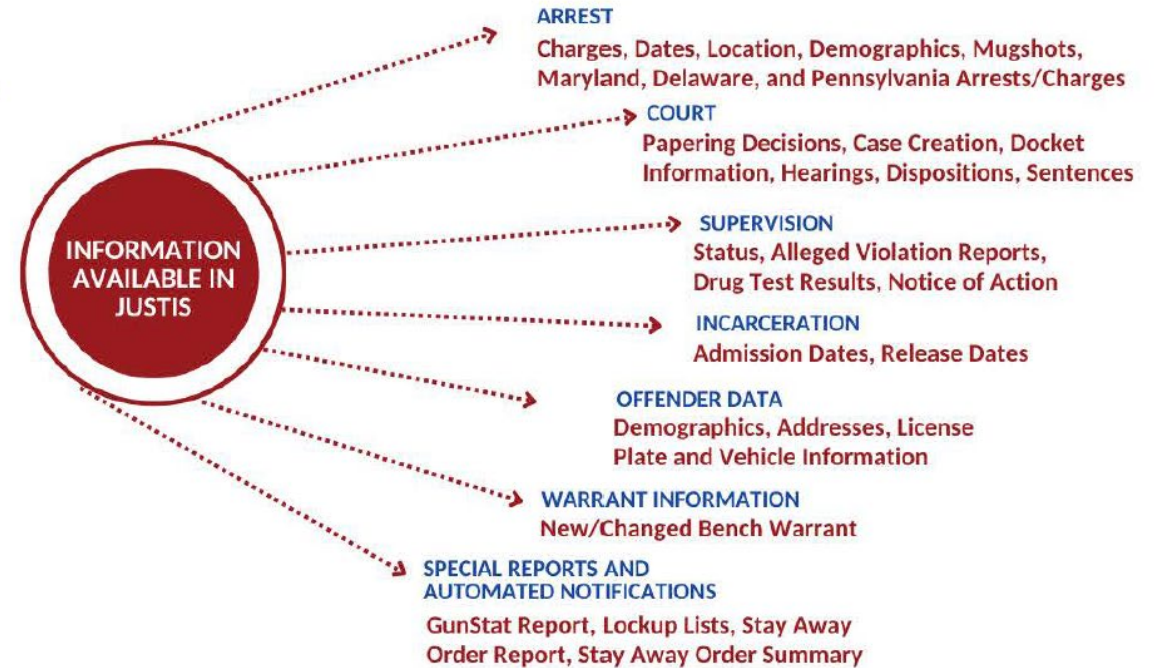 ARREST
Charges, Dates, Location, Demographics, Mugshots,
Maryland, Delaware, and Pennsylvania Arrests/Charges
COURT
Papering Decisions, Case Creation, Docket
Information, Hearings, Dispositions, Sentences
SUPERVISION
Status, Alleged Violation Reports,
Drug Test Results, Notice of Action
INFORMATION
AVAILABLE IN
JUSTIS
INCARCERATION
Admission Dates, Release Dates
OFFENDER DATA
Demographics, Addresses, License
Plate and Vehicle Information
WARRANT INFORMATION
New/Changed Bench Warrant
SPECIAL REPORTS AND
AUTOMATED NOTIFICATIONS
GunStat Report, Lockup Lists, Stay Away
Order Report, Stay Away Order Summary